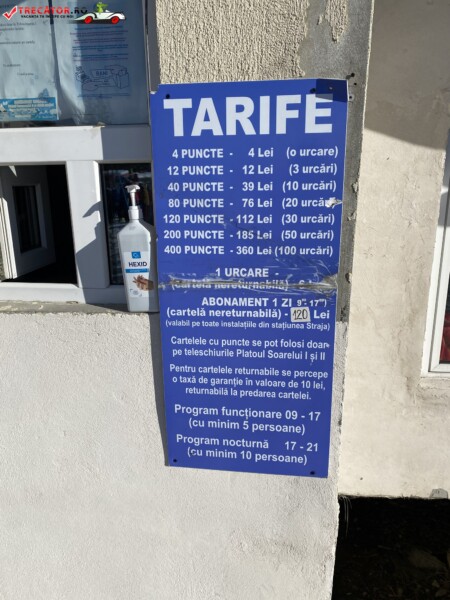 TRECATOR.RO
TARIFE
4 PUNCTE - 4 Lei (o urcare)
12 PUNCTE - 12 Lei (3 urcări)
40 PUNCTE - 39 Lei (10 urcări)
80 PUNCTE - 76 Lei (20 urcări)
120 PUNCTE - 112 Lei (30 urcări)
200 PUNCTE - 185 Lei (50 urcări)
400 PUNCTE - 360 Lei (100 urcări)
1 URCARE -
(cartelă nereturnabilă) -
ABONAMENT 1 ZI 9 - 17
(cartelă nereturnabilă) - 120 Lei
(valabil pe toate instalațiile din stațiunea Straja)
Cartelele cu puncte se pot folosi doar
pe teleschiurile Platoul Soarelui I și II
Pentru cartelele returnabile se percepe
o taxă de garanție în valoare de 10 lei,
returnabilă la predarea cartelei.
Program funcționare 09 - 17
(cu minim 5 persoane)
Program nocturnă 17 - 21
(cu minim 10 persoane)
HEXID